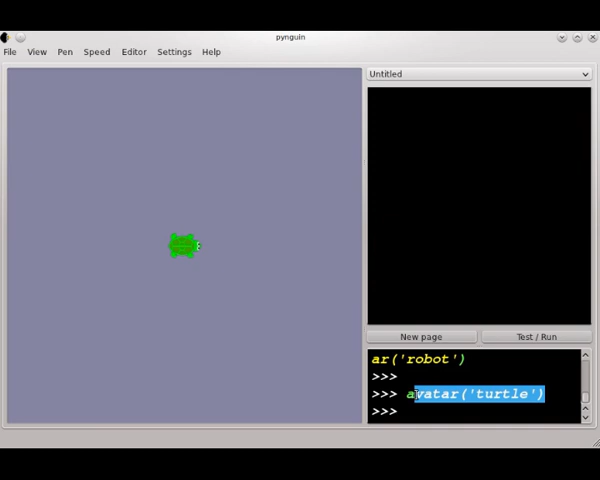 pynguin
File View Pen Speed Editor Settings Help
Untitled
New page Test / Run
ar('robot')
>>>
>>> avatar('turtle')
>>>